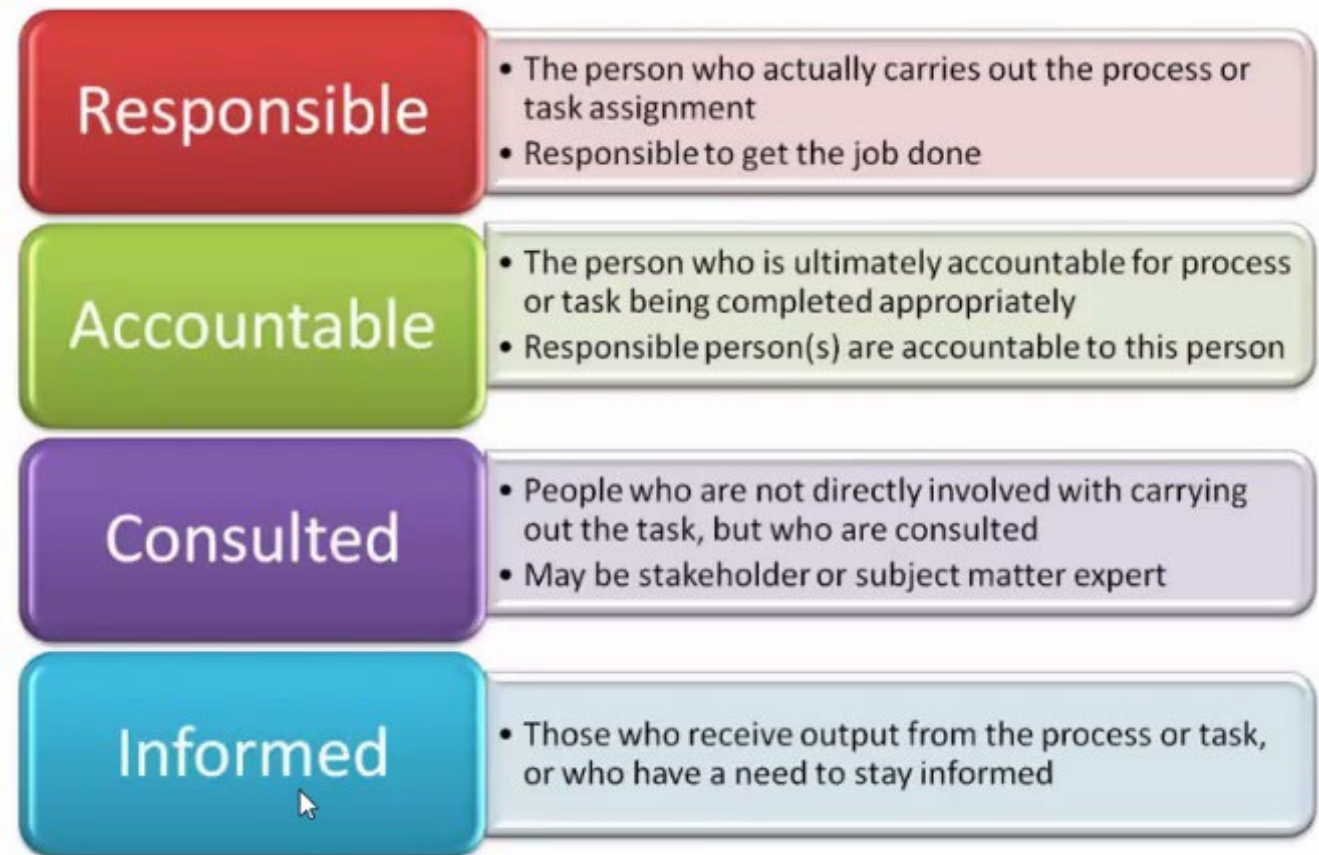 Responsible
• The person who actually carries out the process or
task assignment
• Responsible to get the job done
Accountable
• The person who is ultimately accountable for process
or task being completed appropriately
• Responsible person(s) are accountable to this person
Consulted
• People who are not directly involved with carrying
out the task, but who are consulted
• May be stakeholder or subject matter expert
Informed
• Those who receive output from the process or task,
or who have a need to stay informed